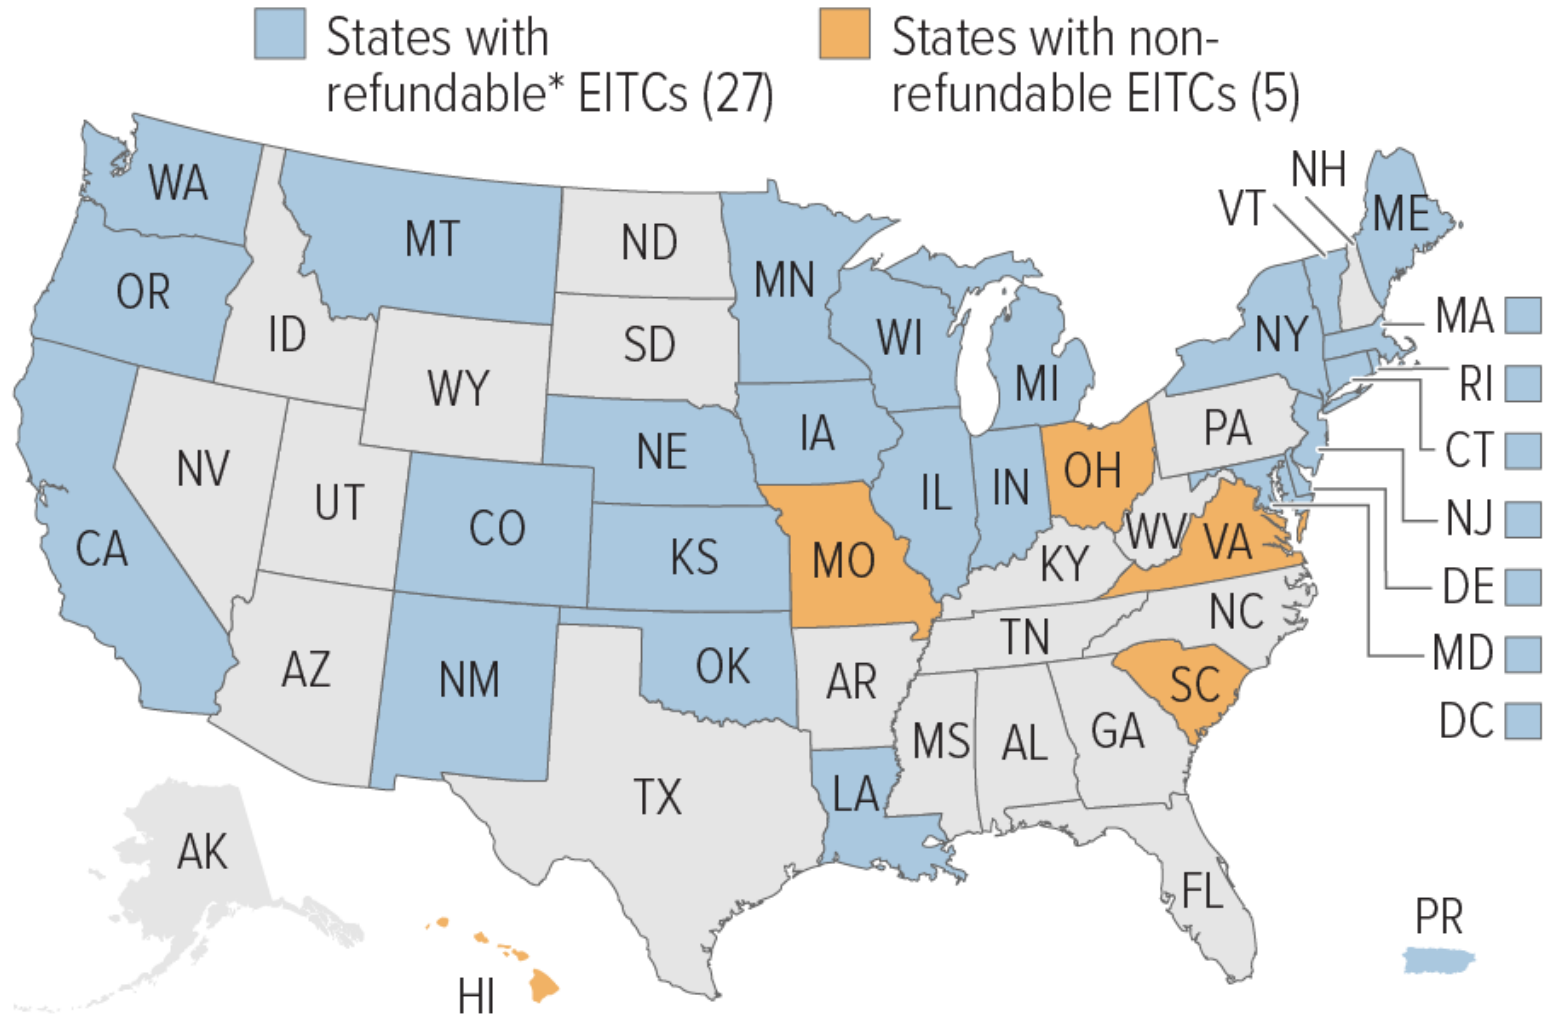 States with
refundable* EITCs (27)
States with non-
refundable EITCs (5)
NH
VT
ME
WA
MT
ND
MN
OR
ID
SD
WI
NY
MA
WY
MI
RI
IA
PA
NE
CT
NV
OH
UT
IL
IN
CO
NJ
CA
KS
MO
KY
WV
VA
DE
NC
TN
MD
AZ
NM
OK
AR
SC
DC
MS
AL
GA
TX
LA
AK
FL
PR
HI